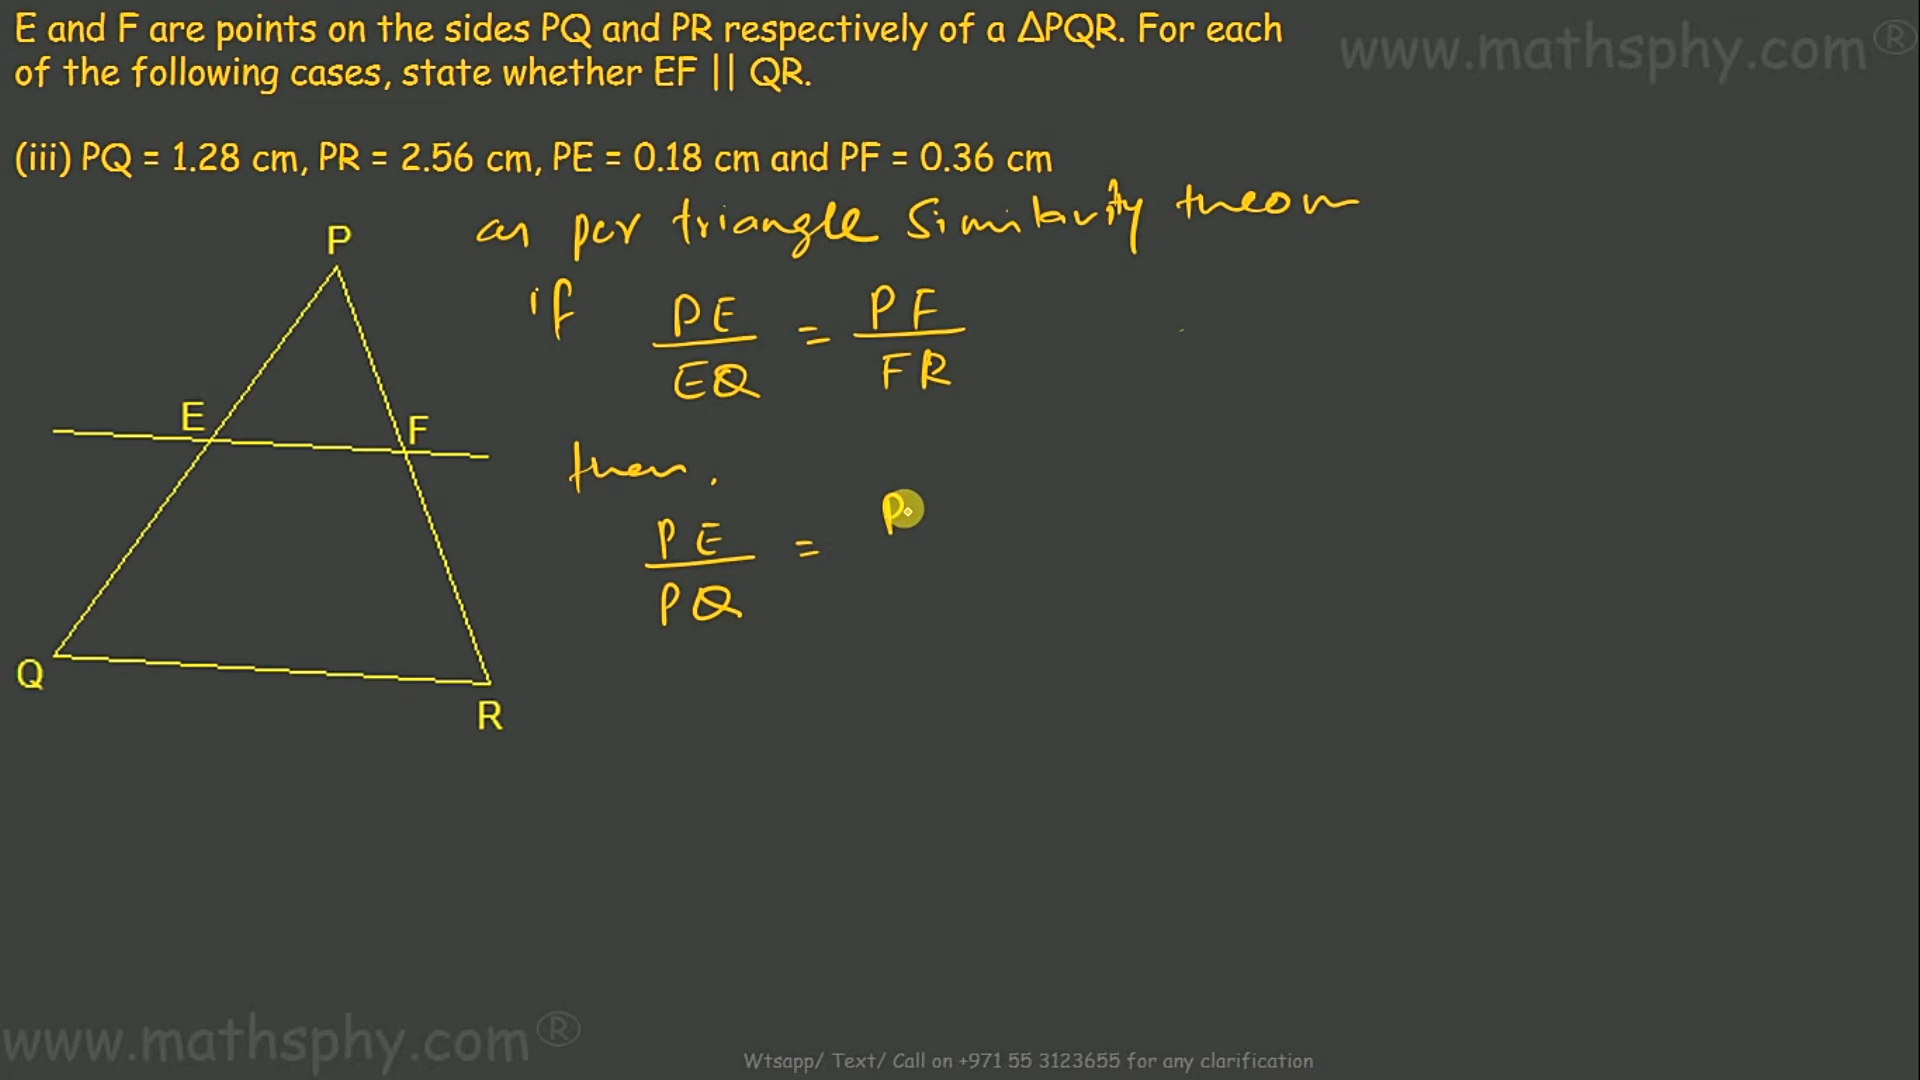 E and F are points on the sides PQ and PR respectively of a ΔPQR. For each
of the following cases, state whether EF || QR.
www.mathsphy.com®
(iii) PQ = 1.28 cm, PR = 2.56 cm, PE = 0.18 cm and PF = 0.36 cm
as per triangle Similarity theorm
P
if PE/EQ = PF/FR
E
F
then.
PE/PQ = P
Q
R
www.mathsphy.com®
Wtsapp/ Text/ Call on +971 55 3123655 for any clarification